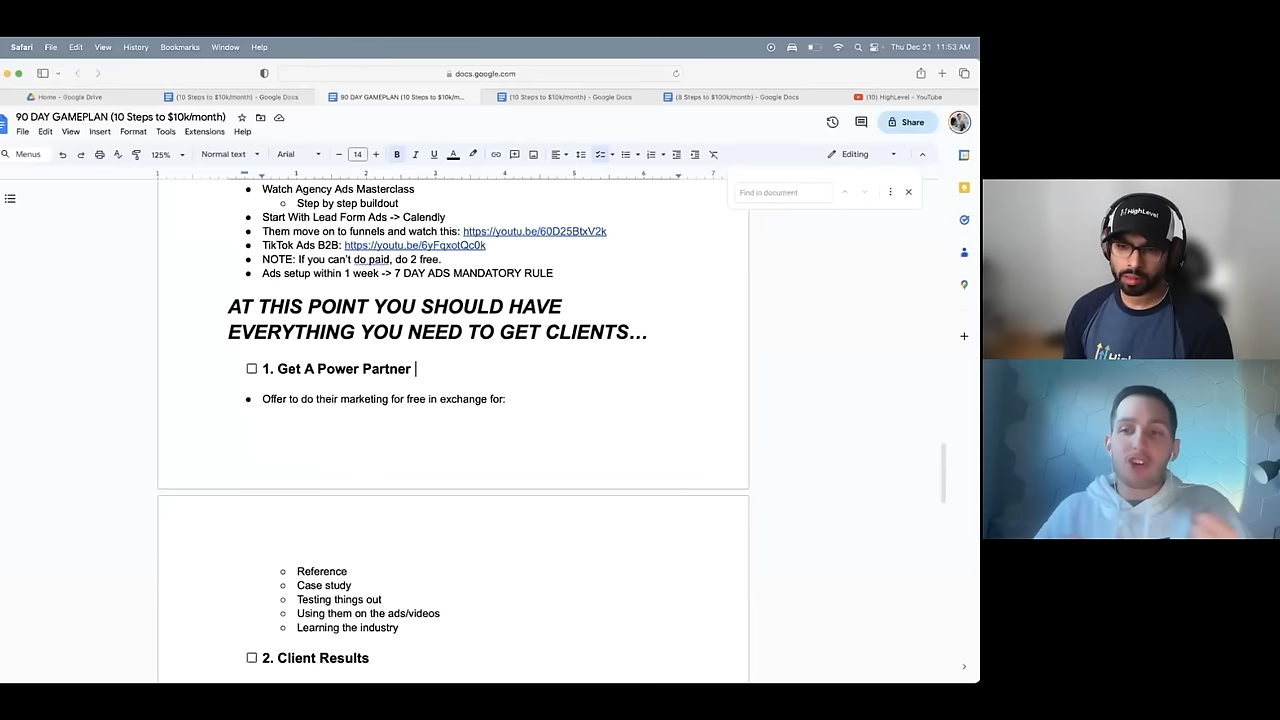 Safari File Edit View History Bookmarks Window Help Thu Dec 21 11:53 AM
docs.google.com
Home - Google Drive (10 Steps to $10k/month) - Google Docs 90 DAY GAMEPLAN (10 Steps to $10k/m... (10 Steps to $10k/month) - Google Docs (8 Steps to $100k/month) - Google Docs (10) HighLevel - YouTube
90 DAY GAMEPLAN (10 Steps to $10k/month)
File Edit View Insert Format Tools Extensions Help
Share
Menus 125% Normal text Arial 14 B I U A Editing
1 1 2 3 4 5 6 7
Find in document
Watch Agency Ads Masterclass
Step by step buildout
Start With Lead Form Ads -> Calendly
Them move on to funnels and watch this: https://youtu.be/60D25BtxV2k
TikTok Ads B2B: https://youtu.be/6yFqxotQc0k
NOTE: If you can't do paid, do 2 free.
Ads setup within 1 week -> 7 DAY ADS MANDATORY RULE
AT THIS POINT YOU SHOULD HAVE
EVERYTHING YOU NEED TO GET CLIENTS…
1. Get A Power Partner
Offer to do their marketing for free in exchange for:
Reference
Case study
Testing things out
Using them on the ads/videos
Learning the industry
2. Client Results
HighLevel